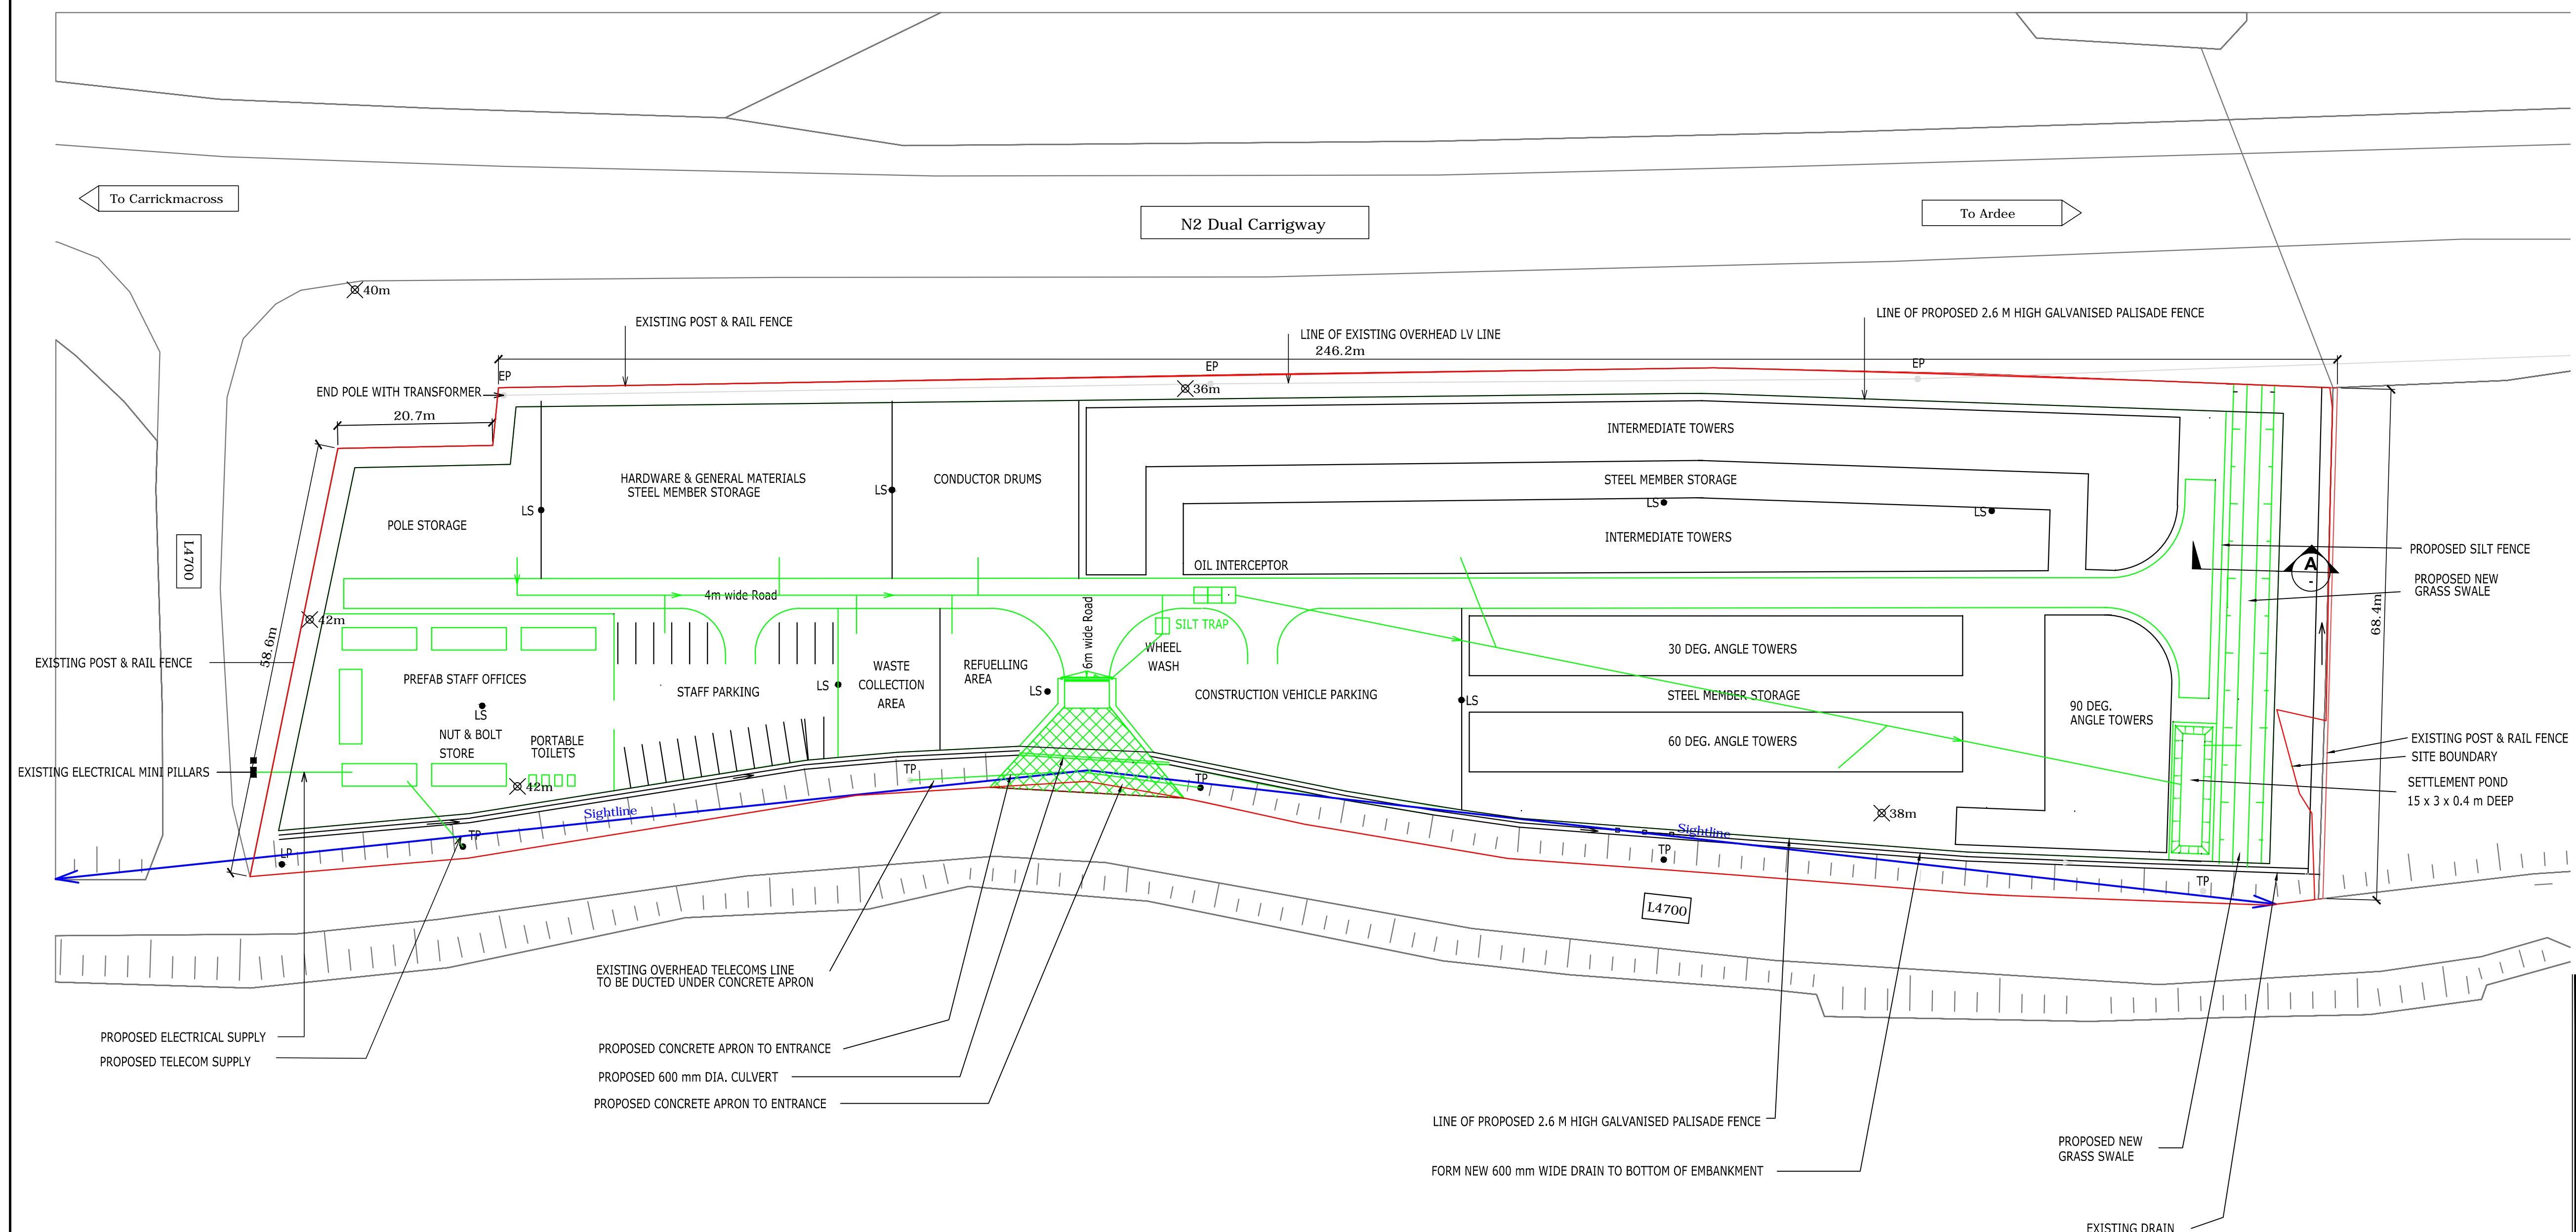 To Carrickmacross
N2 Dual Carrigway
To Ardee
40m
EXISTING POST & RAIL FENCE
LINE OF EXISTING OVERHEAD LV LINE
LINE OF PROPOSED 2.6 M HIGH GALVANISED PALISADE FENCE
246.2m
EP
EP
EP
END POLE WITH TRANSFORMER
36m
20.7m
INTERMEDIATE TOWERS
HARDWARE & GENERAL MATERIALS
STEEL MEMBER STORAGE
CONDUCTOR DRUMS
STEEL MEMBER STORAGE
LS
LS
LS
LS
POLE STORAGE
INTERMEDIATE TOWERS
L4700
OIL INTERCEPTOR
PROPOSED SILT FENCE
A
-
PROPOSED NEW
GRASS SWALE
4m wide Road
6m wide Road
68.4m
42m
58.6m
SILT TRAP
WHEEL
WASH
EXISTING POST & RAIL FENCE
PREFAB STAFF OFFICES
STAFF PARKING
WASTE
COLLECTION
AREA
REFUELLING
AREA
CONSTRUCTION VEHICLE PARKING
30 DEG. ANGLE TOWERS
STEEL MEMBER STORAGE
60 DEG. ANGLE TOWERS
90 DEG.
ANGLE TOWERS
LS
LS
LS
LS
NUT & BOLT
STORE
PORTABLE
TOILETS
EXISTING POST & RAIL FENCE
SITE BOUNDARY
SETTLEMENT POND
15 x 3 x 0.4 m DEEP
EXISTING ELECTRICAL MINI PILLARS
42m
TP
TP
38m
Sightline
Sightline
LP
TP
TP
TP
L4700
EXISTING OVERHEAD TELECOMS LINE
TO BE DUCTED UNDER CONCRETE APRON
PROPOSED ELECTRICAL SUPPLY
PROPOSED TELECOM SUPPLY
PROPOSED CONCRETE APRON TO ENTRANCE
PROPOSED 600 mm DIA. CULVERT
PROPOSED CONCRETE APRON TO ENTRANCE
LINE OF PROPOSED 2.6 M HIGH GALVANISED PALISADE FENCE
PROPOSED NEW
GRASS SWALE
FORM NEW 600 mm WIDE DRAIN TO BOTTOM OF EMBANKMENT
EXISTING DRAIN